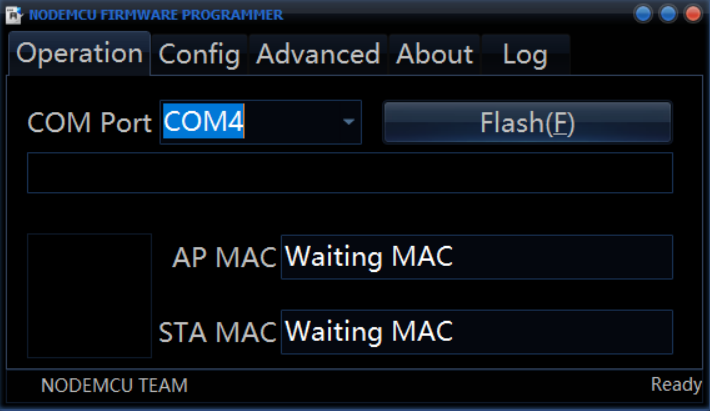 NODEMCU FIRMWARE PROGRAMMER
Operation Config Advanced About Log
COM Port COM4 Flash(F)
AP MAC Waiting MAC
STA MAC Waiting MAC
NODEMCU TEAM Ready